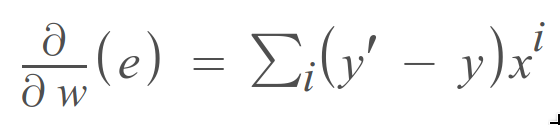 ∂/∂w (e) = ∑ᵢ(y′ − y)xⁱ